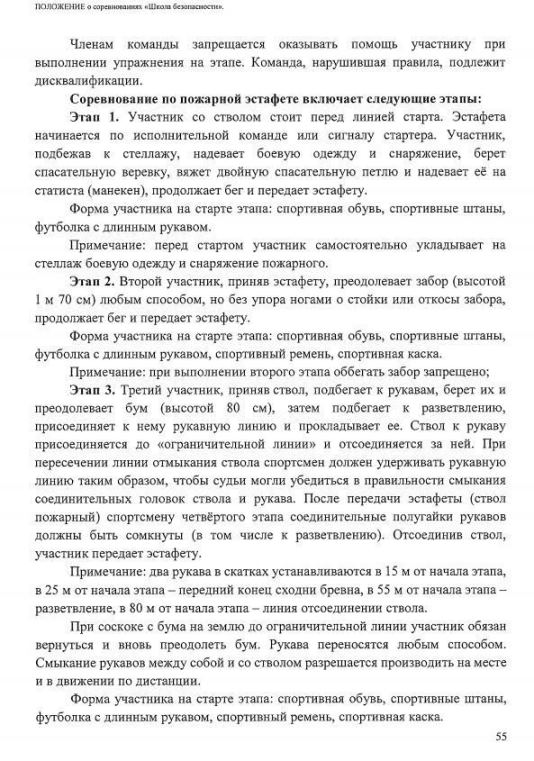 ПОЛОЖЕНИЕ о соревнованиях «Школа безопасности».
Членам команды запрещается оказывать помощь участнику при
выполнении упражнения на этапе. Команда, нарушившая правила, подлежит
дисквалификации.
Соревнование по пожарной эстафете включает следующие этапы:
Этап 1. Участник со стволом стоит перед линией старта. Эстафета
начинается по исполнительной команде или сигналу стартера. Участник,
подбежав к стеллажу, надевает боевую одежду и снаряжение, берет
спасательную веревку, вяжет двойную спасательную петлю и надевает её на
статиста (манекен), продолжает бег и передает эстафету.
Форма участника на старте этапа: спортивная обувь, спортивные штаны,
футболка с длинным рукавом.
Примечание: перед стартом участник самостоятельно укладывает на
стеллаж боевую одежду и снаряжение пожарного.
Этап 2. Второй участник, приняв эстафету, преодолевает забор (высотой
1 м 70 см) любым способом, но без упора ногами о стойки или откосы забора,
продолжает бег и передает эстафету.
Форма участника на старте этапа: спортивная обувь, спортивные штаны,
футболка с длинным рукавом, спортивный ремень, спортивная каска.
Примечание: при выполнении второго этапа оббегать забор запрещено;
Этап 3. Третий участник, приняв ствол, подбегает к рукавам, берет их и
преодолевает бум (высотой 80 см), затем подбегает к разветвлению,
присоединяет к нему рукавную линию и прокладывает ее. Ствол к рукаву
присоединяется до «ограничительной линии» и отсоединяется за ней. При
пересечении линии отмыкания ствола спортсмен должен удерживать рукавную
линию таким образом, чтобы судьи могли убедиться в правильности смыкания
соединительных головок ствола и рукава. После передачи эстафеты (ствол
пожарный) спортсмену четвёртого этапа соединительные полугайки рукавов
должны быть сомкнуты (в том числе к разветвлению). Отсоединив ствол,
участник передает эстафету.
Примечание: два рукава в скатках устанавливаются в 15 м от начала этапа,
в 25 м от начала этапа – передний конец сходни бревна, в 55 м от начала этапа –
разветвление, в 80 м от начала этапа – линия отсоединении ствола.
При соскоке с бума на землю до ограничительной линии участник обязан
вернуться и вновь преодолеть бум. Рукава переносятся любым способом.
Смыкание рукавов между собой и со стволом разрешается производить на месте
и в движении по дистанции.
Форма участника на старте этапа: спортивная обувь, спортивные штаны,
футболка с длинным рукавом, спортивный ремень, спортивная каска.
55